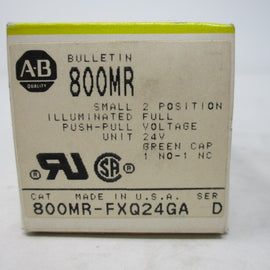 A-B
QUALITY
BULLETIN
800MR
SMALL 2 POSITION
ILLUMINATED FULL
PUSH-PULL VOLTAGE
UNIT 24V
GREEN CAP
1 NO-1 NC
SA
CAT MADE IN U.S.A. SER
800MR-FXQ24GA D